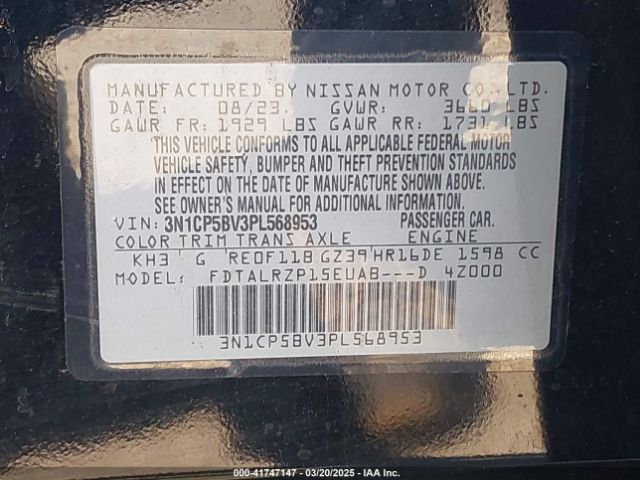 MANUFACTURED BY NISSAN MOTOR CO.,LTD.
DATE: 08/23 GVWR: 3660 LBS
GAWR FR: 1929 LBS GAWR RR: 1731 LBS
THIS VEHICLE CONFORMS TO ALL APPLICABLE FEDERAL MOTOR
VEHICLE SAFETY, BUMPER AND THEFT PREVENTION STANDARDS
IN EFFECT ON THE DATE OF MANUFACTURE SHOWN ABOVE.
SEE OWNER'S MANUAL FOR ADDITIONAL INFORMATION.
VIN: 3N1CP5BV3PL568953 PASSENGER CAR.
COLOR TRIM TRANS AXLE ENGINE
KH3 G RE0F11B GZ39 HR16DE 1598 CC
MODEL: FDTALRZP15EUAB---D 4Z000
3N1CP5BV3PL568953
000-41747147 - 03/20/2025 - IAA Inc.